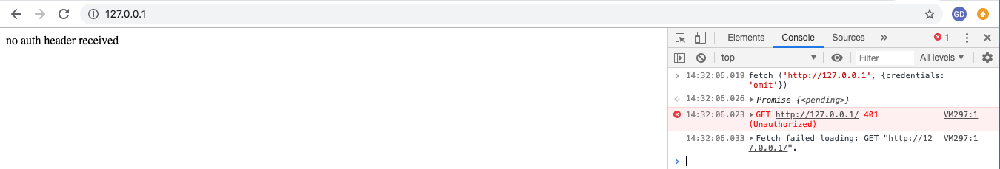 127.0.0.1
GD
no auth header received
Elements Console Sources » 1
top Filter All levels
14:32:06.019 fetch ('http://127.0.0.1', {credentials:
'omit'})
14:32:06.026 Promise {<pending>}
14:32:06.023 GET http://127.0.0.1/ 401 VM297:1
(Unauthorized)
14:32:06.033 Fetch failed loading: GET "http://12 VM297:1
7.0.0.1/".